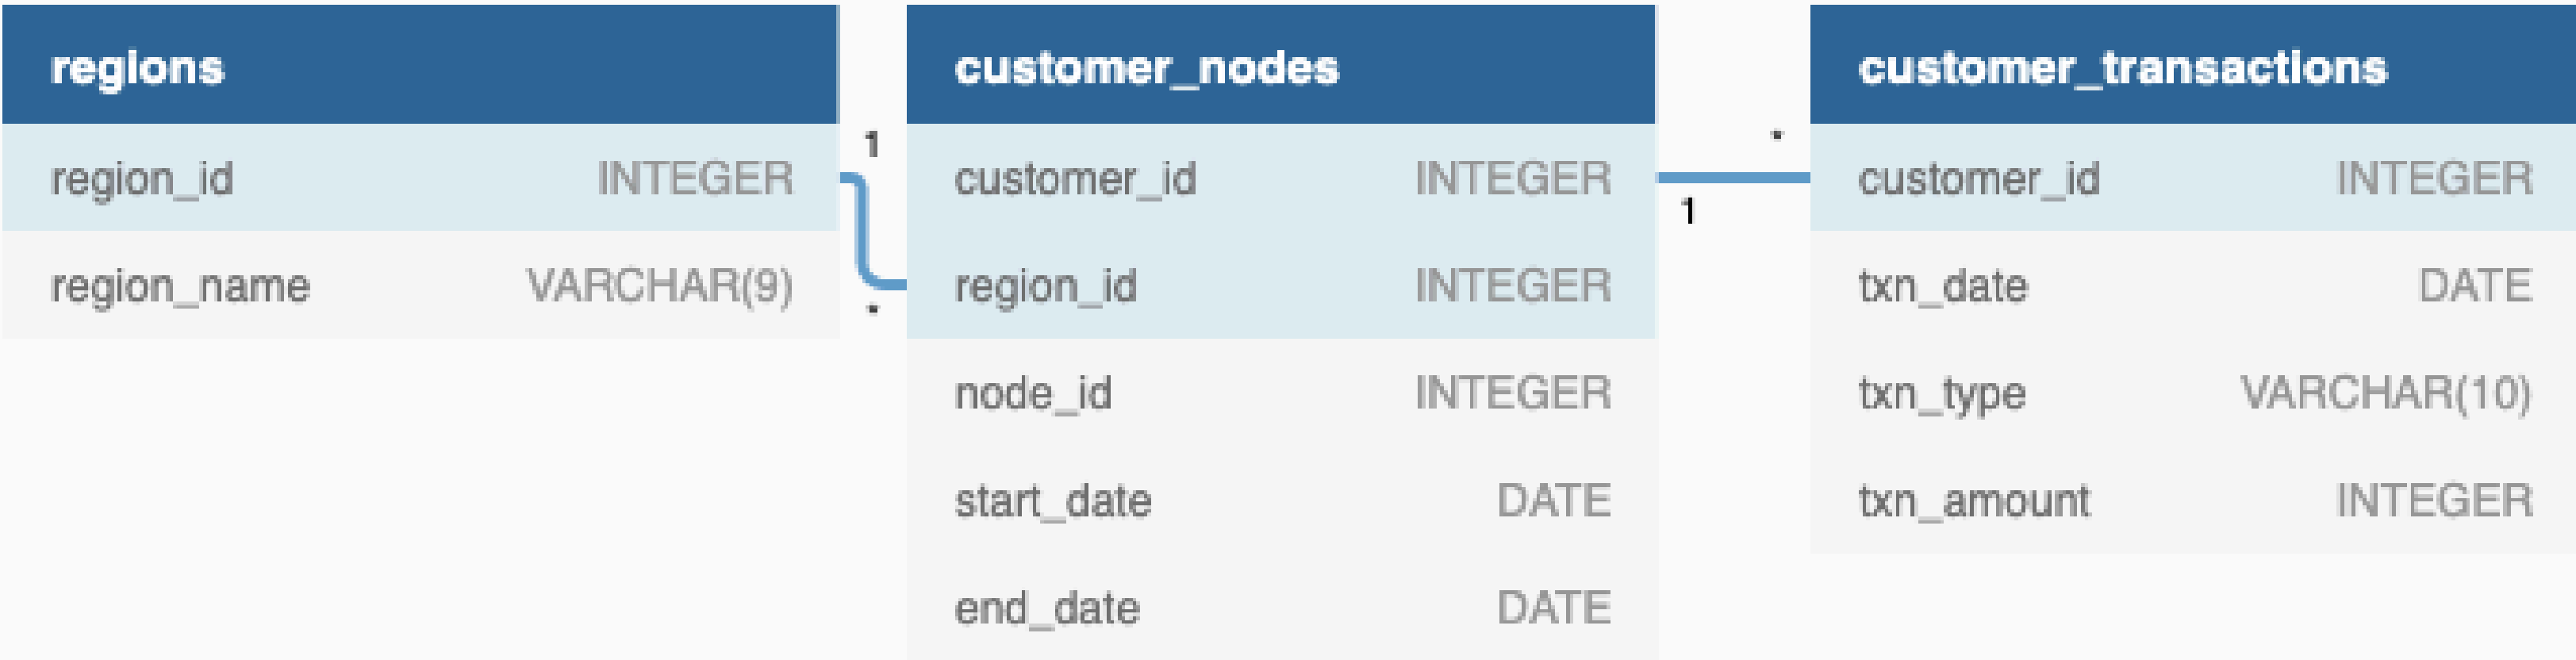 regions
region_id INTEGER
region_name VARCHAR(9)
1
*
customer_nodes
customer_id INTEGER
region_id INTEGER
node_id INTEGER
start_date DATE
end_date DATE
*
1
customer_transactions
customer_id INTEGER
txn_date DATE
txn_type VARCHAR(10)
txn_amount INTEGER